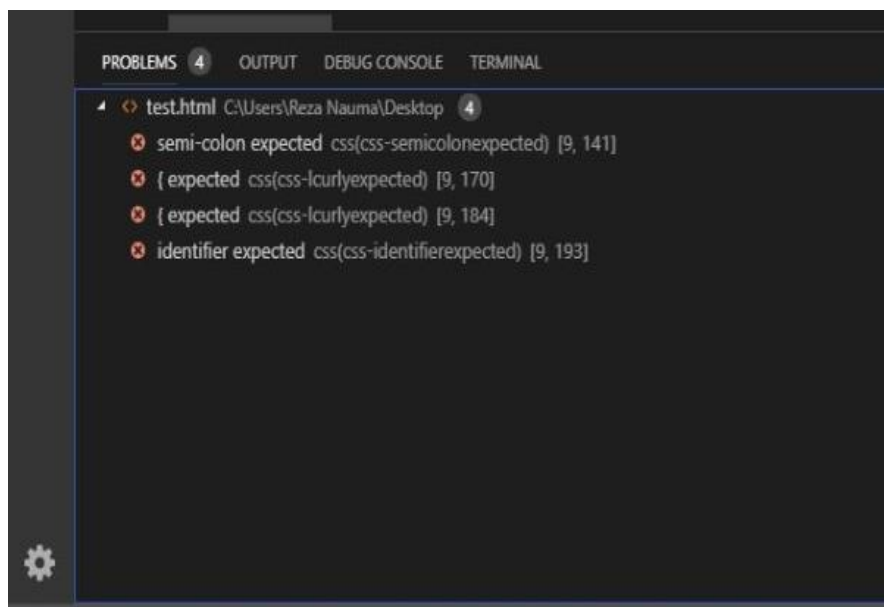 PROBLEMS 4 OUTPUT DEBUG CONSOLE TERMINAL
test.html C:\Users\Reza Nauma\Desktop 4
semi-colon expected css(css-semicolonexpected) [9, 141]
{ expected css(css-lcurlyexpected) [9, 170]
{ expected css(css-lcurlyexpected) [9, 184]
identifier expected css(css-identifierexpected) [9, 193]